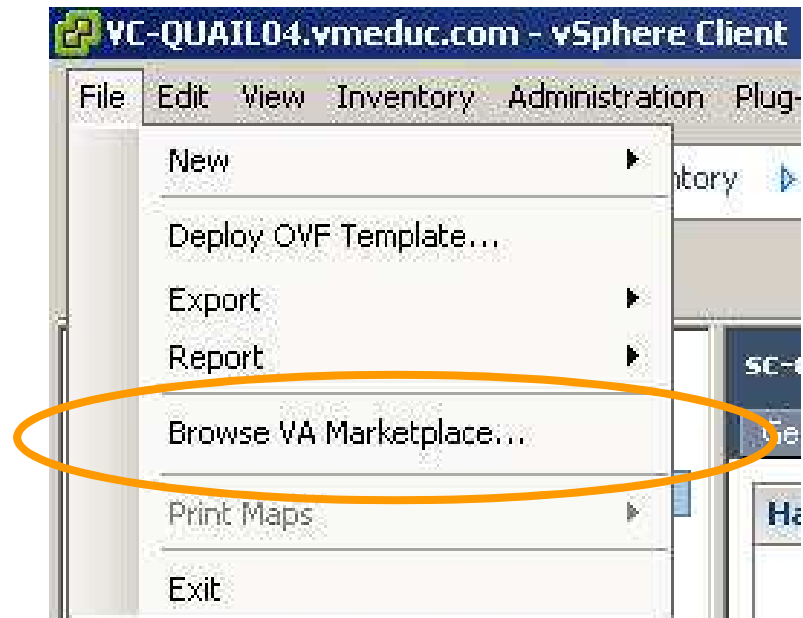 VC-QUAIL04.vmeduc.com - vSphere Client
File Edit View Inventory Administration Plug-
New
Deploy OVF Template...
Export
Report
Browse VA Marketplace...
Print Maps
Exit